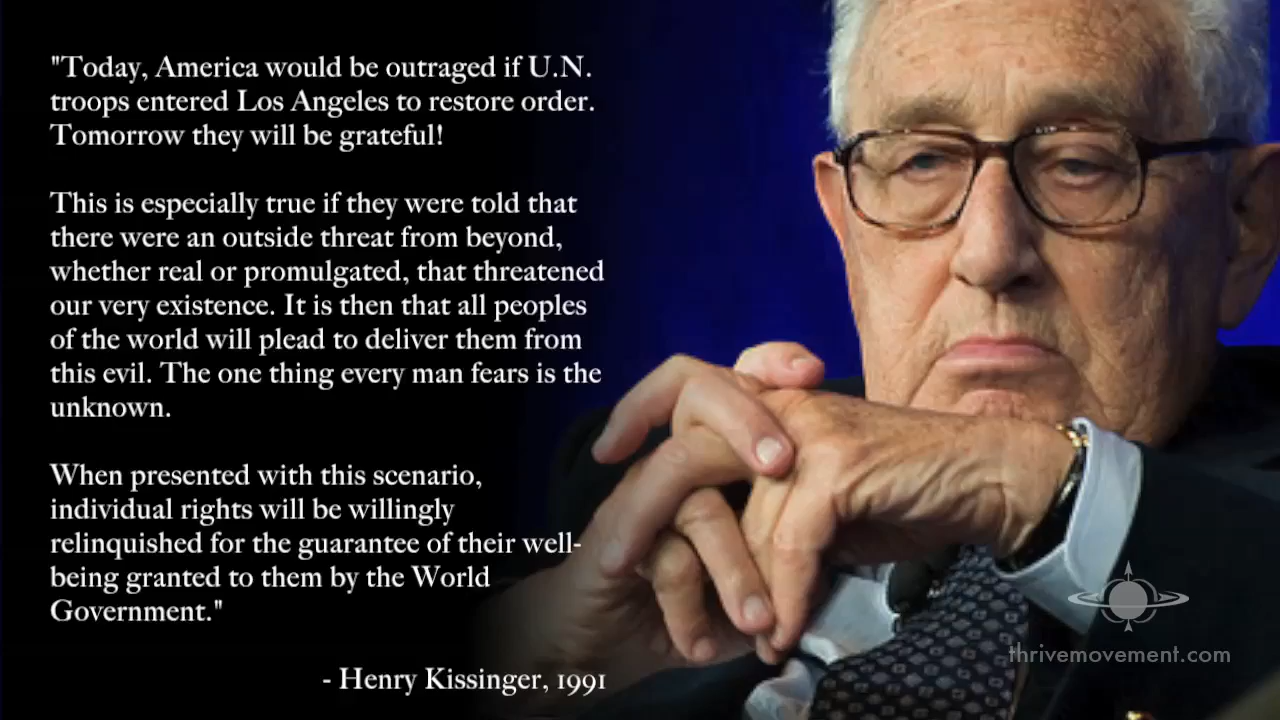 "Today, America would be outraged if U.N.
troops entered Los Angeles to restore order.
Tomorrow they will be grateful!
This is especially true if they were told that
there were an outside threat from beyond,
whether real or promulgated, that threatened
our very existence. It is then that all peoples
of the world will plead to deliver them from
this evil. The one thing every man fears is the
unknown.
When presented with this scenario,
individual rights will be willingly
relinquished for the guarantee of their well-
being granted to them by the World
Government."
- Henry Kissinger, 1991
thrivemovement.com